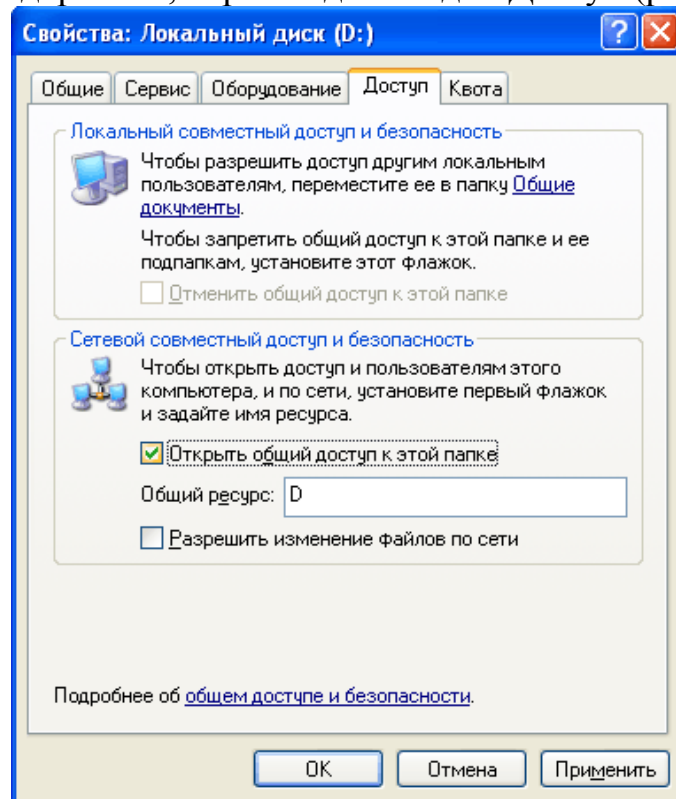 Свойства: Локальный диск (D:)
Общие Сервис Оборудование Доступ Квота
Локальный совместный доступ и безопасность
Чтобы разрешить доступ другим локальным
пользователям, переместите ее в папку Общие
документы.
Чтобы запретить общий доступ к этой папке и ее
подпапкам, установите этот флажок.
Отменить общий доступ к этой папке
Сетевой совместный доступ и безопасность
Чтобы открыть доступ и пользователям этого
компьютера, и по сети, установите первый флажок
и задайте имя ресурса.
Открыть общий доступ к этой папке
Общий ресурс: D
Разрешить изменение файлов по сети
Подробнее об общем доступе и безопасности.
OK Отмена Применить